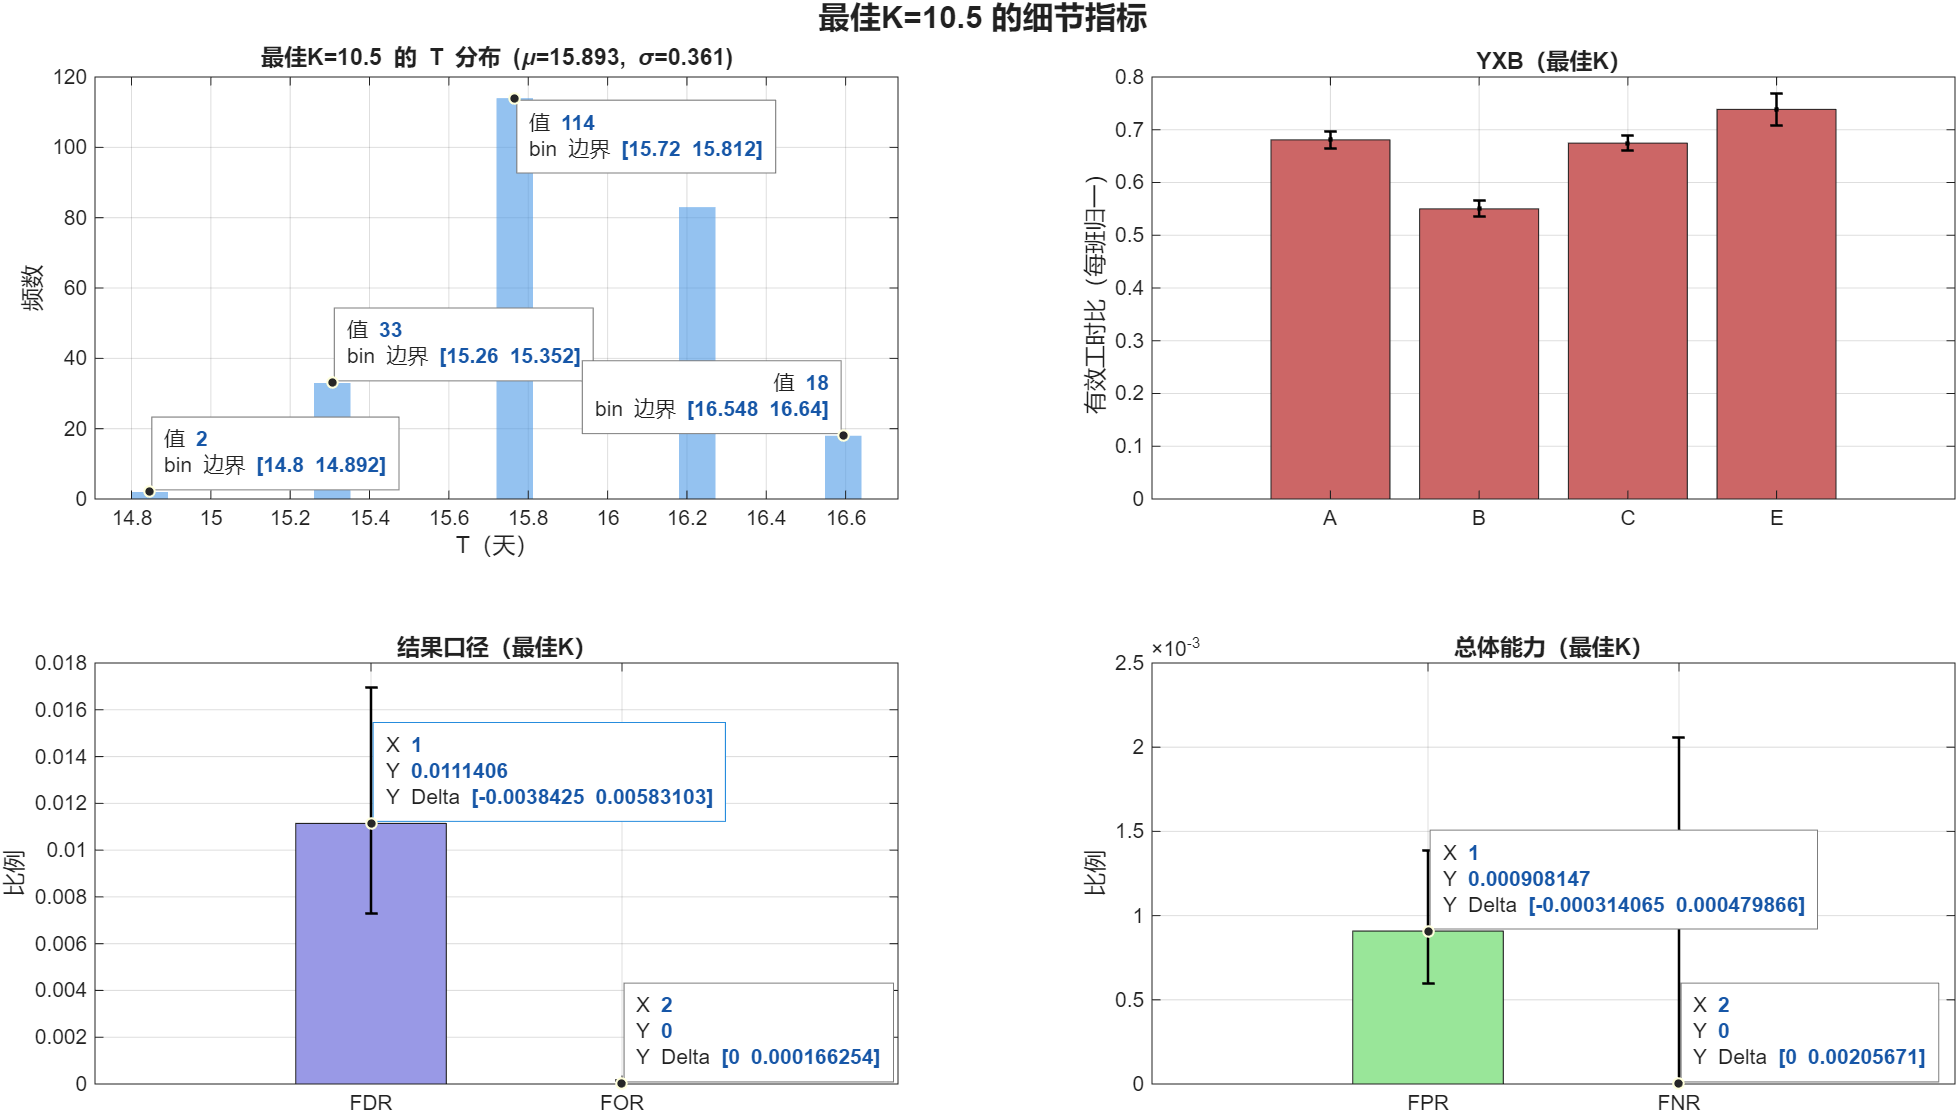 最佳K=10.5 的细节指标
最佳K=10.5 的 T 分布 (μ=15.893, σ=0.361)
频数
120
100
80
60
40
20
0
值 114
bin 边界 [15.72 15.812]
值 33
bin 边界 [15.26 15.352]
值 18
bin 边界 [16.548 16.64]
值 2
bin 边界 [14.8 14.892]
14.8 15 15.2 15.4 15.6 15.8 16 16.2 16.4 16.6
T（天）
YXB（最佳K）
有效工时比（每班归一）
0.8
0.7
0.6
0.5
0.4
0.3
0.2
0.1
0
A B C E
结果口径（最佳K）
比例
0.018
0.016
0.014
0.012
0.01
0.008
0.006
0.004
0.002
0
X 1
Y 0.0111406
Y Delta [-0.0038425 0.00583103]
X 2
Y 0
Y Delta [0 0.000166254]
FDR FOR
总体能力（最佳K）
×10-3
比例
2.5
2
1.5
1
0.5
0
X 1
Y 0.000908147
Y Delta [-0.000314065 0.000479866]
X 2
Y 0
Y Delta [0 0.00205671]
FPR FNR